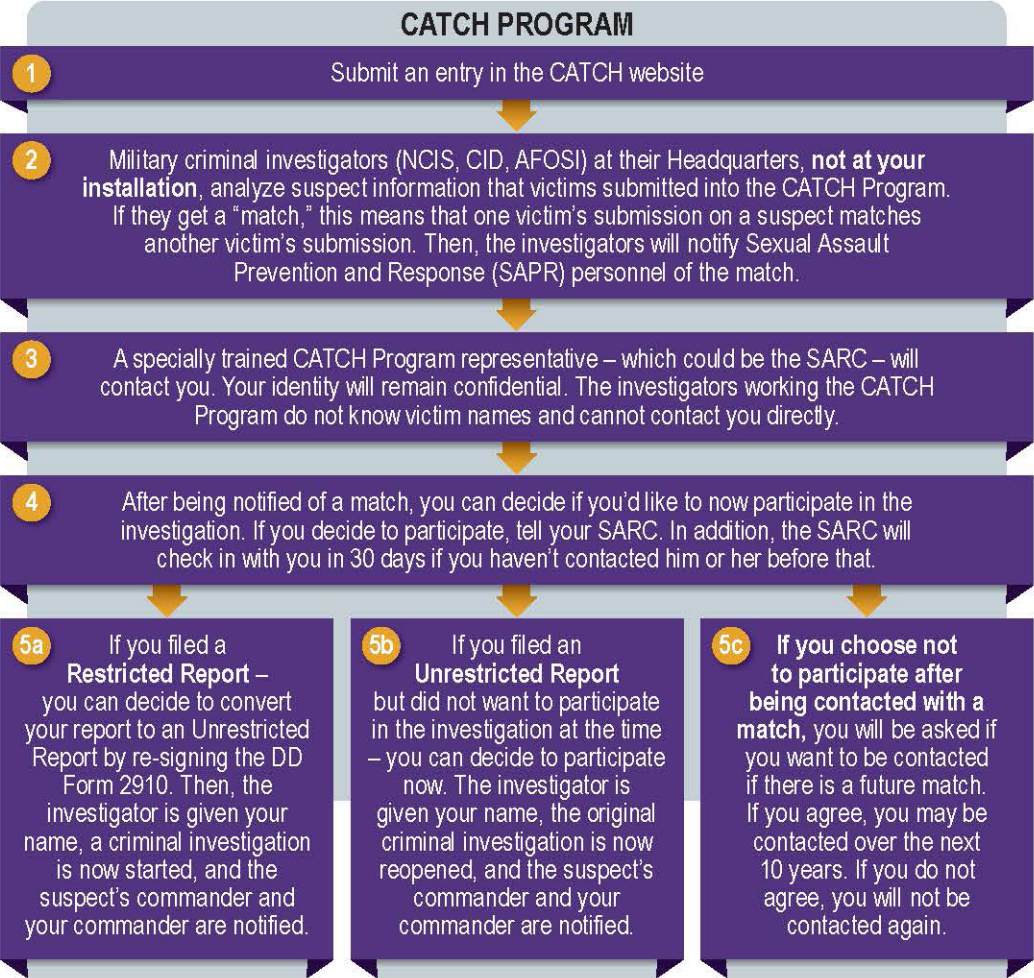 CATCH PROGRAM
1
Submit an entry in the CATCH website
2
Military criminal investigators (NCIS, CID, AFOSI) at their Headquarters, not at your
installation, analyze suspect information that victims submitted into the CATCH Program.
If they get a “match,” this means that one victim’s submission on a suspect matches
another victim’s submission. Then, the investigators will notify Sexual Assault
Prevention and Response (SAPR) personnel of the match.
3
A specially trained CATCH Program representative – which could be the SARC – will
contact you. Your identity will remain confidential. The investigators working the CATCH
Program do not know victim names and cannot contact you directly.
4
After being notified of a match, you can decide if you’d like to now participate in the
investigation. If you decide to participate, tell your SARC. In addition, the SARC will
check in with you in 30 days if you haven’t contacted him or her before that.
5a
If you filed a
Restricted Report –
you can decide to convert
your report to an Unrestricted
Report by re-signing the DD
Form 2910. Then, the
investigator is given your
name, a criminal investigation
is now started, and the
suspect’s commander and
your commander are notified.
5b
If you filed an
Unrestricted Report
but did not want to participate
in the investigation at the time
– you can decide to participate
now. The investigator is
given your name, the original
criminal investigation is now
reopened, and the suspect’s
commander and your
commander are notified.
5c
If you choose not
to participate after
being contacted with a
match, you will be asked if
you want to be contacted
if there is a future match.
If you agree, you may be
contacted over the next
10 years. If you do not
agree, you will not be
contacted again.